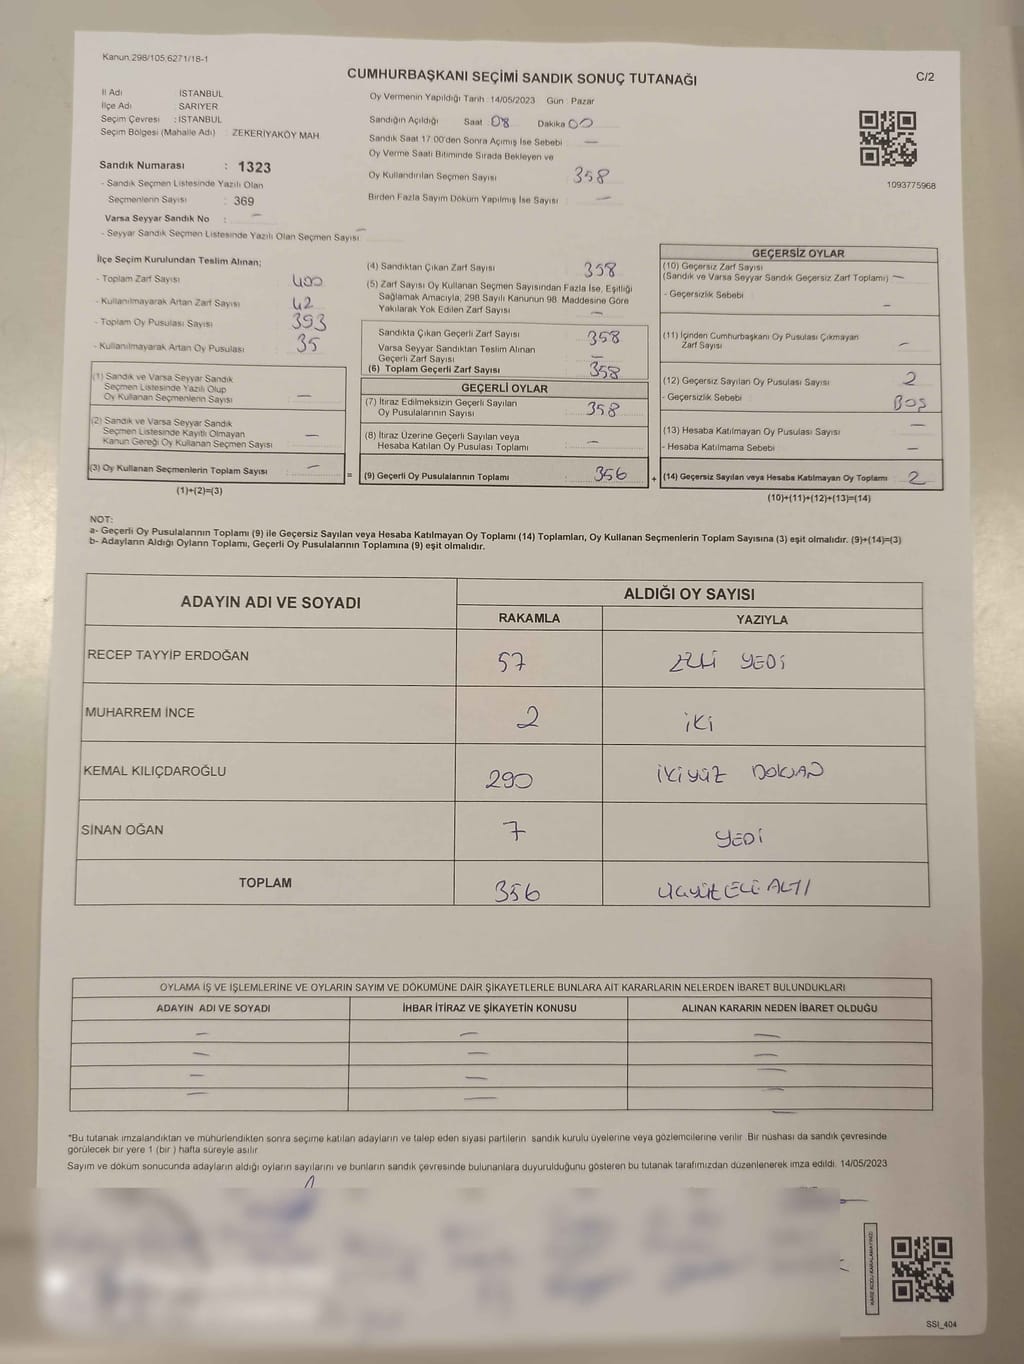 Kanun:298/105,6271/18-1
CUMHURBAŞKANI SEÇİMİ SANDIK SONUÇ TUTANAĞI
C/2
İl Adı : İSTANBUL
İlçe Adı : SARIYER
Seçim Çevresi : İSTANBUL
Seçim Bölgesi (Mahalle Adı) : ZEKERİYAKÖY MAH.
Oy Vermenin Yapıldığı Tarih : 14/05/2023 Gün : Pazar
Sandığın Açıldığı Saat 08 Dakika 00
Sandık Saat 17:00'den Sonra Açımış İse Sebebi —
Oy Verme Saati Bitiminde Sırada Bekleyen ve
Oy Kullandırılan Seçmen Sayısı 358
Birden Fazla Sayım Döküm Yapılmış İse Sayısı : —
1093775968
Sandık Numarası : 1323
- Sandık Seçmen Listesinde Yazılı Olan
Seçmenlerin Sayısı : 369
Varsa Seyyar Sandık No : —
- Seyyar Sandık Seçmen Listesinde Yazılı Olan Seçmen Sayısı: —
İlçe Seçim Kurulundan Teslim Alınan;
- Toplam Zarf Sayısı 400
- Kullanılmayarak Artan Zarf Sayısı 42
- Toplam Oy Pusulası Sayısı 393
- Kullanılmayarak Artan Oy Pusulası 35
(1) Sandık ve Varsa Seyyar Sandık
Seçmen Listesinde Yazılı Olup
Oy Kullanan Seçmenlerin Sayısı —
(2) Sandık ve Varsa Seyyar Sandık
Seçmen Listesinde Kayıtlı Olmayan
Kanun Gereği Oy Kullanan Seçmen Sayısı —
(3) Oy Kullanan Seçmenlerin Toplam Sayısı —
(1)+(2)=(3)
(4) Sandıktan Çıkan Zarf Sayısı 358
(5) Zarf Sayısı Oy Kullanan Seçmen Sayısından Fazla İse, Eşitliği
Sağlamak Amacıyla; 298 Sayılı Kanunun 98. Maddesine Göre
Yakılarak Yok Edilen Zarf Sayısı —
Sandıkta Çıkan Geçerli Zarf Sayısı 358
Varsa Seyyar Sandıktan Teslim Alınan
Geçerli Zarf Sayısı —
(6) Toplam Geçerli Zarf Sayısı 358
GEÇERLİ OYLAR
(7) İtiraz Edilmeksizin Geçerli Sayılan
Oy Pusulalarının Sayısı 358
(8) İtiraz Üzerine Geçerli Sayılan veya
Hesaba Katılan Oy Pusulası Toplamı —
= (9) Geçerli Oy Pusulalarının Toplamı 356
GEÇERSİZ OYLAR
(10) Geçersiz Zarf Sayısı
(Sandık ve Varsa Seyyar Sandık Geçersiz Zarf Toplamı) —
- Geçersizlik Sebebi —
(11) İçinden Cumhurbaşkanı Oy Pusulası Çıkmayan
Zarf Sayısı —
(12) Geçersiz Sayılan Oy Pusulası Sayısı 2
- Geçersizlik Sebebi BOŞ
(13) Hesaba Katılmayan Oy Pusulası Sayısı —
- Hesaba Katılmama Sebebi —
+ (14) Geçersiz Sayılan veya Hesaba Katılmayan Oy Toplamı 2
(10)+(11)+(12)+(13)=(14)
NOT:
a- Geçerli Oy Pusulalarının Toplamı (9) ile Geçersiz Sayılan veya Hesaba Katılmayan Oy Toplamı (14) Toplamları, Oy Kullanan Seçmenlerin Toplam Sayısına (3) eşit olmalıdır. (9)+(14)=(3)
b- Adayların Aldığı Oyların Toplamı, Geçerli Oy Pusulalarının Toplamına (9) eşit olmalıdır.
ADAYIN ADI VE SOYADI
ALDIĞI OY SAYISI
RAKAMLA YAZIYLA
RECEP TAYYİP ERDOĞAN 57 ELLİ YEDİ
MUHARREM İNCE 2 İKİ
KEMAL KILIÇDAROĞLU 290 İKİYÜZ DOKSAN
SİNAN OĞAN 7 YEDİ
TOPLAM 356 ÜÇYÜZELLİALTI
OYLAMA İŞ VE İŞLEMLERİNE VE OYLARIN SAYIM VE DÖKÜMÜNE DAİR ŞİKAYETLERLE BUNLARA AİT KARARLARIN NELERDEN İBARET BULUNDUKLARI
ADAYIN ADI VE SOYADI İHBAR İTİRAZ VE ŞİKAYETİN KONUSU ALINAN KARARIN NEDEN İBARET OLDUĞU
— — —
— — —
— — —
— — —
*Bu tutanak imzalandıktan ve mühürlendikten sonra seçime katılan adayların ve talep eden siyasi partilerin sandık kurulu üyelerine veya gözlemcilerine verilir. Bir nüshası da sandık çevresinde
görülecek bir yere 1 (bir ) hafta süreyle asılır.
Sayım ve döküm sonucunda adayların aldığı oyların sayılarını ve bunların sandık çevresinde bulunanlara duyurulduğunu gösteren bu tutanak tarafımızdan düzenlenerek imza edildi. 14/05/2023
KARE KODU KARALAMAYINIZ!
SSI_404